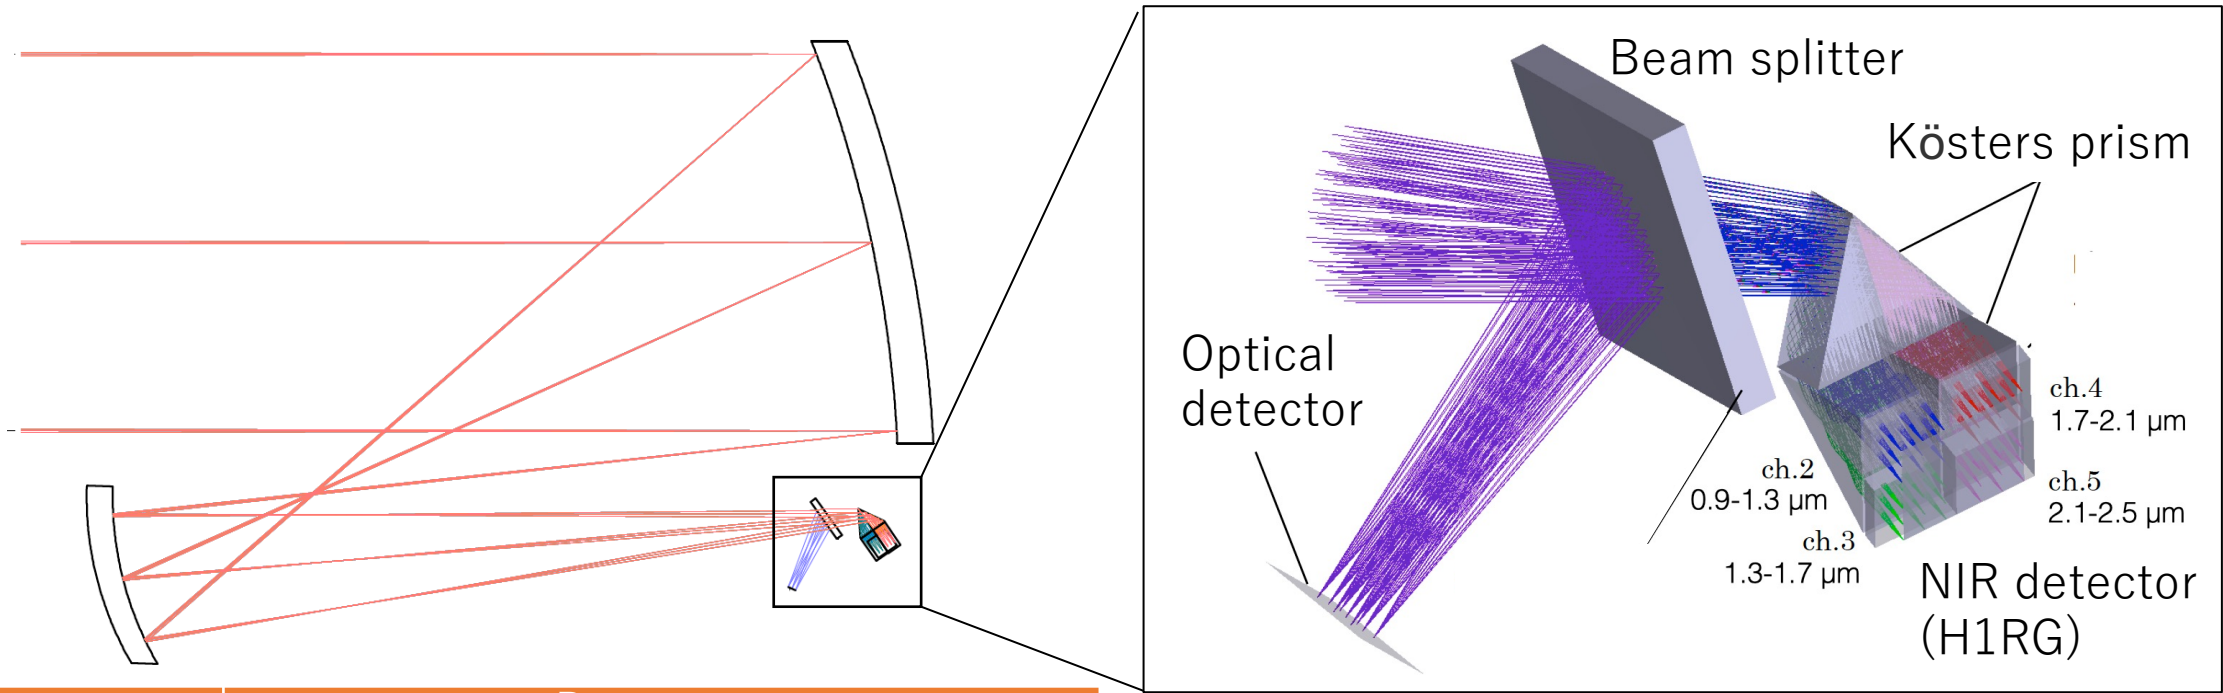 Beam splitter
Kösters prism
Optical
detector
ch.4
1.7-2.1 µm
ch.2
0.9-1.3 µm
ch.5
2.1-2.5 µm
ch.3
1.3-1.7 µm
NIR detector
(H1RG)